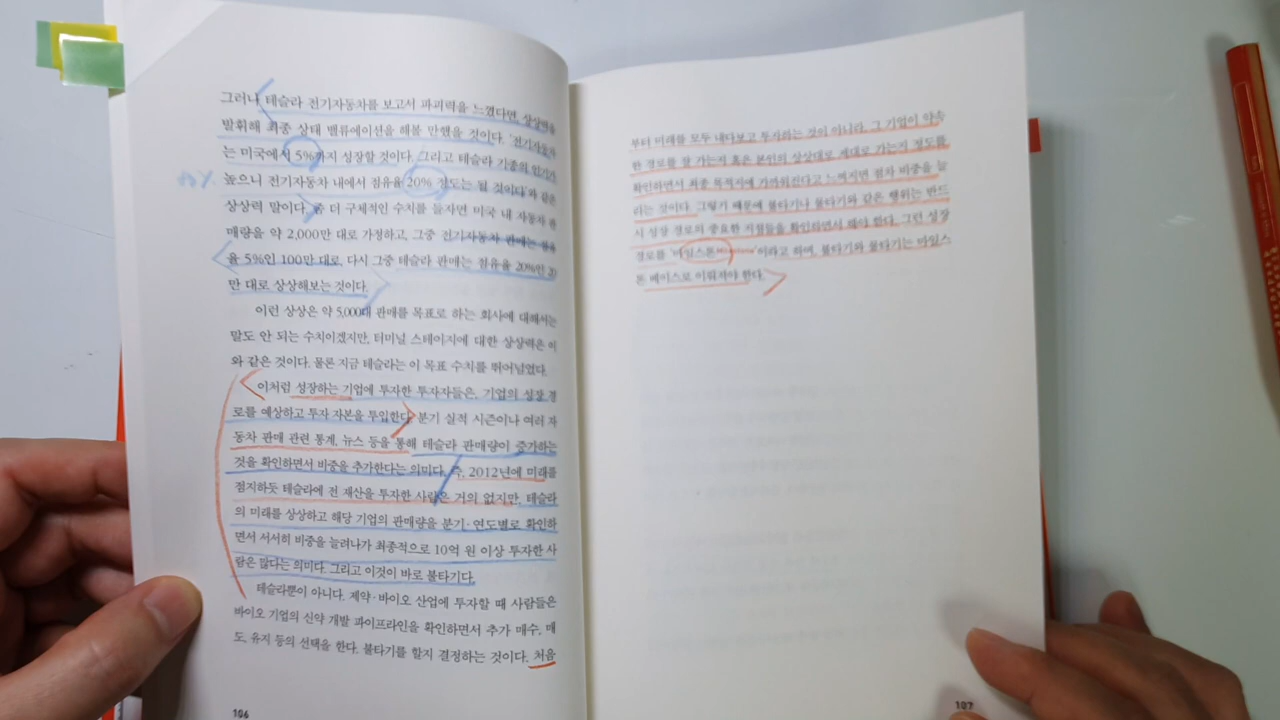 그러나 테슬라 전기자동차를 보고서 파괴력을 느꼈다면, 상상력을
발휘해 최종 상태 밸류에이션을 해볼 만했을 것이다. '전기자동차
는 미국에서 5%까지 성장할 것이다. 그리고 테슬라 기종의 인기가
높으니 전기자동차 내에서 점유율 20% 정도는 될 것이다'와 같은
상상력 말이다. 좀 더 구체적인 수치를 들자면 미국 내 자동차 판
매량을 약 2,000만 대로 가정하고, 그중 전기자동차 판매는 점유
율 5%인 100만 대로, 다시 그중 테슬라 판매는 점유율 20%인 20
만 대로 상상해보는 것이다.
이런 상상은 약 5,000대 판매를 목표로 하는 회사에 대해서는
말도 안 되는 수치이겠지만, 터미널 스테이지에 대한 상상력은 이
와 같은 것이다. 물론 지금 테슬라는 이 목표 수치를 뛰어넘었다.
이처럼 성장하는 기업에 투자한 투자자들은, 기업의 성장 경
로를 예상하고 투자 자본을 투입한다. 분기 실적 시즌이나 여러 자
동차 판매 관련 통계, 뉴스 등을 통해 테슬라 판매량이 증가하는
것을 확인하면서 비중을 추가한다는 의미다. 즉, 2012년에 미래를
점지하듯 테슬라에 전 재산을 투자한 사람은 거의 없지만, 테슬라
의 미래를 상상하고 해당 기업의 판매량을 분기·연도별로 확인하
면서 서서히 비중을 늘려나가 최종적으로 10억 원 이상 투자한 사
람은 많다는 의미다. 그리고 이것이 바로 불타기다.
테슬라뿐이 아니다. 제약·바이오 산업에 투자할 때 사람들은
바이오 기업의 신약 개발 파이프라인을 확인하면서 추가 매수, 매
도, 유지 등의 선택을 한다. 불타기를 할지 결정하는 것이다. 처음
106
부터 미래를 모두 내다보고 투자하는 것이 아니라, 그 기업이 약속
한 경로를 잘 가는지 혹은 본인의 상상대로 제대로 가는지 정도를
확인하면서 최종 목적지에 가까워진다고 느껴지면 점차 비중을 늘
리는 것이다. 그렇기 때문에 불타기나 물타기와 같은 행위는 반드
시 성장 경로의 중요한 지점들을 확인하면서 해야 한다. 그런 성장
경로를 '마일스톤'이라고 하며, 불타기와 물타기는 마일스
톤 베이스로 이뤄져야 한다.
107